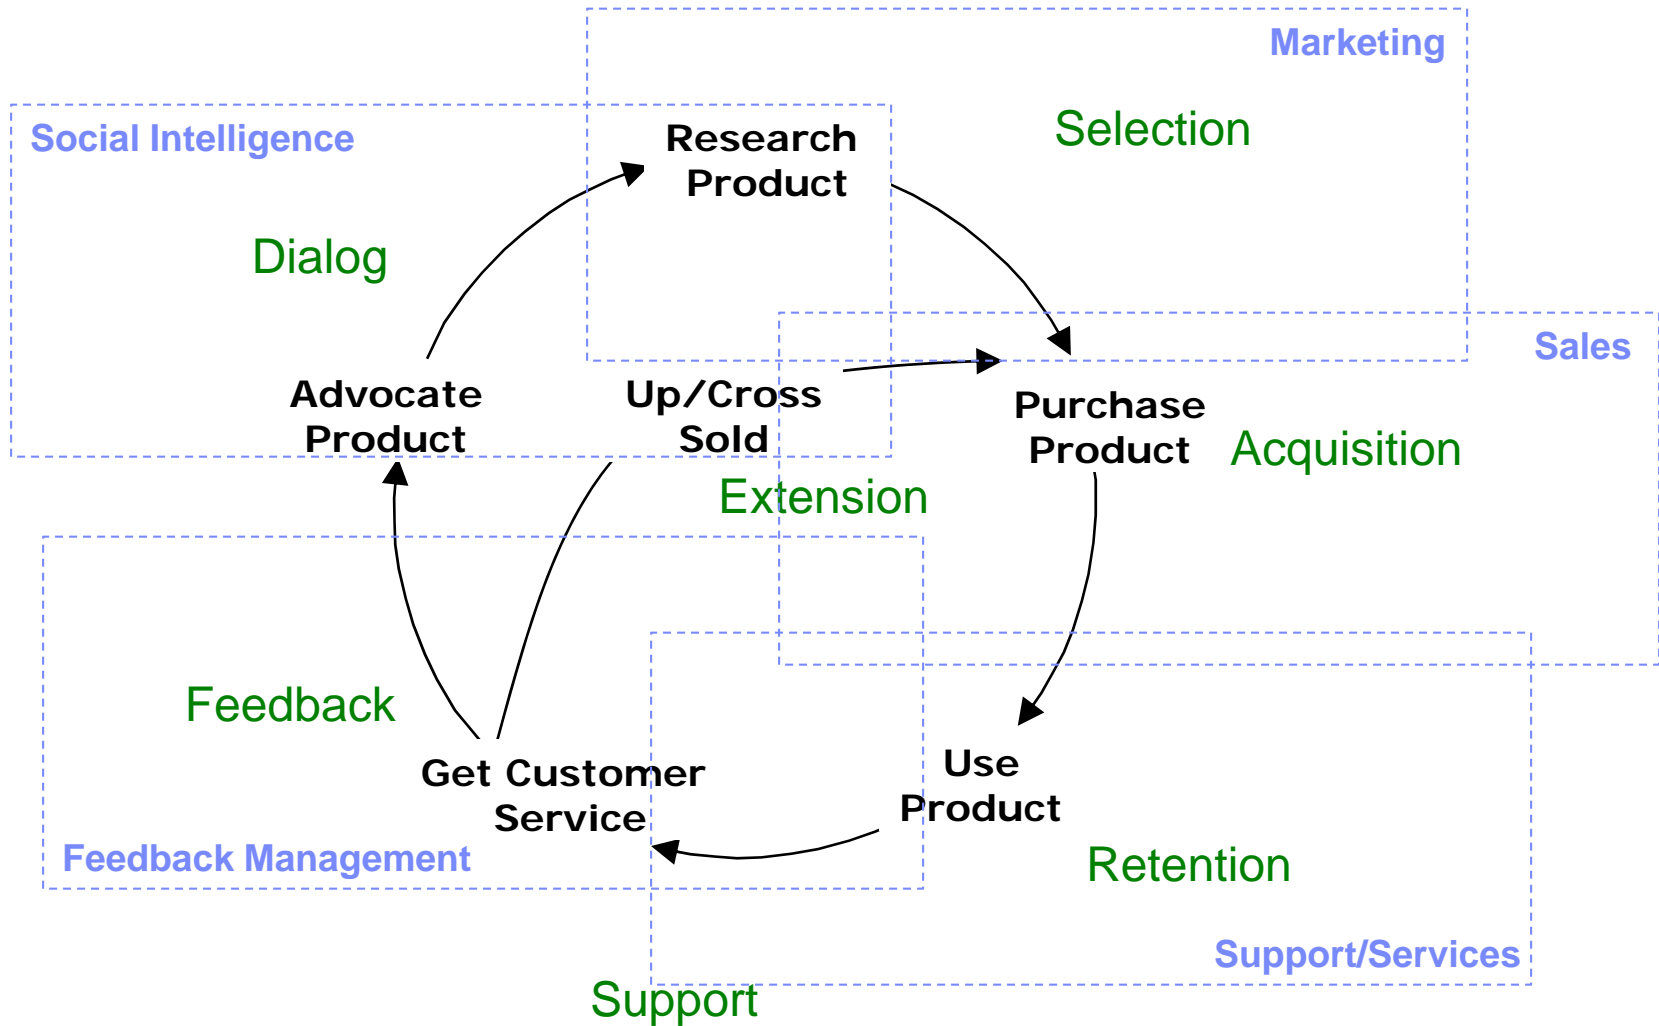 Marketing
Social Intelligence
Research
Product
Selection
Dialog
Sales
Advocate
Product
Up/Cross
Sold
Purchase
Product
Acquisition
Extension
Feedback
Get Customer
Service
Use
Product
Feedback Management
Retention
Support/Services
Support